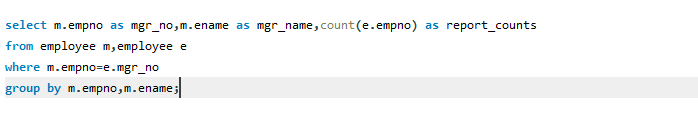 select m.empno as mgr_no,m.ename as mgr_name,count(e.empno) as report_counts
from employee m,employee e
where m.empno=e.mgr_no
group by m.empno,m.ename;